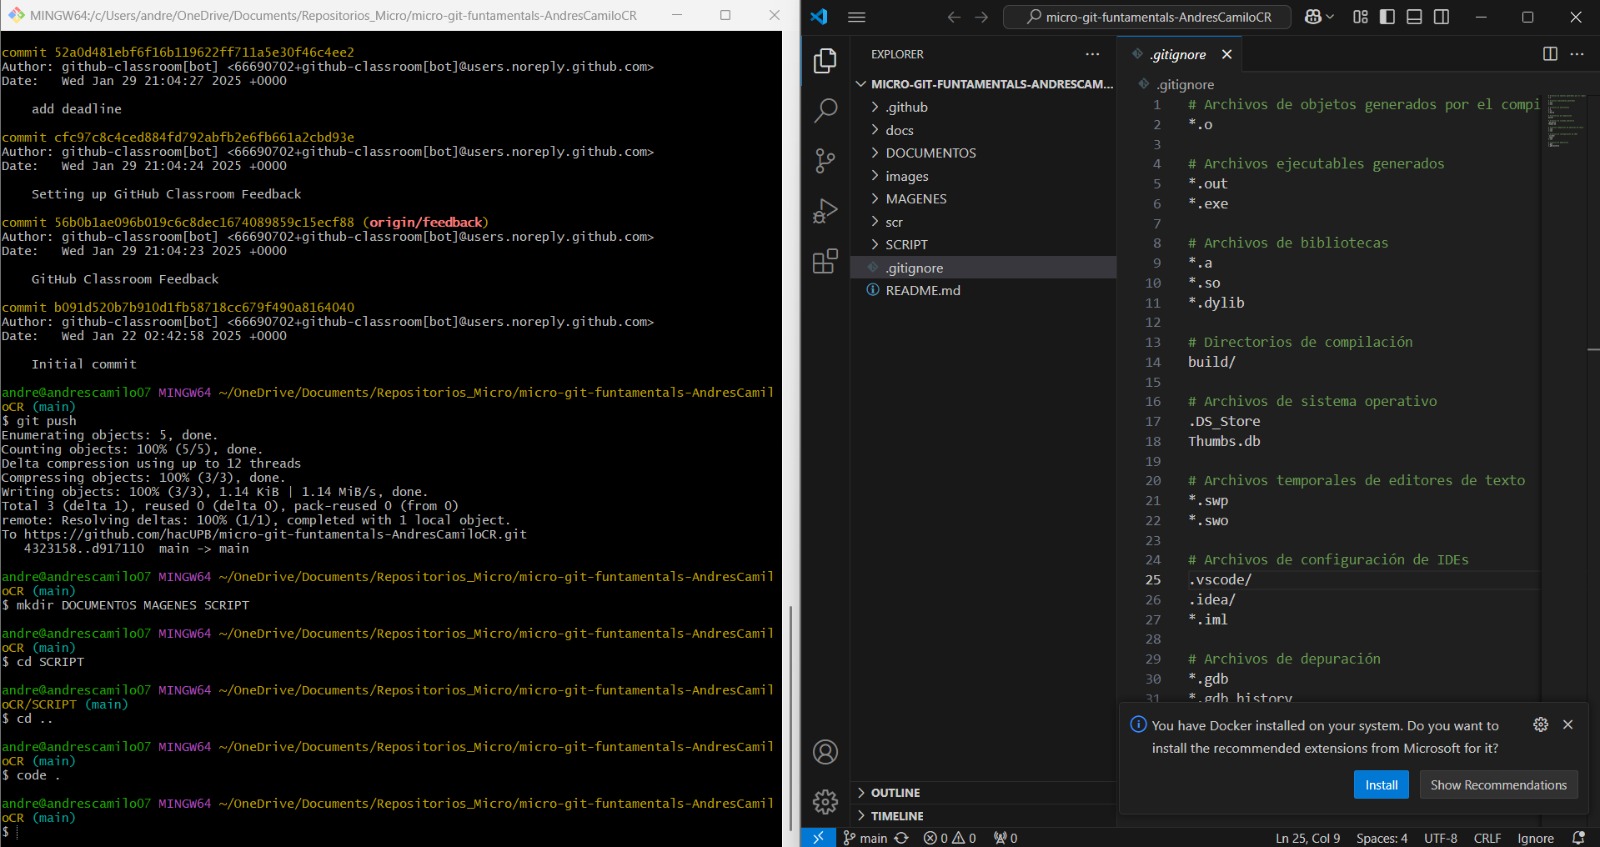 MINGW64:/c/Users/andre/OneDrive/Documents/Repositorios_Micro/micro-git-funtamentals-AndresCamiloCR
commit 52a0d481ebf6f16b119622ff711a5e30f46c4ee2
Author: github-classroom[bot] <66690702+github-classroom[bot]@users.noreply.github.com>
Date:   Wed Jan 29 21:04:27 2025 +0000
add deadline
commit cfc97c8c4ced884fd792abfb2e6fb661a2cbd93e
Author: github-classroom[bot] <66690702+github-classroom[bot]@users.noreply.github.com>
Date:   Wed Jan 29 21:04:24 2025 +0000
Setting up GitHub Classroom Feedback
commit 56b0b1ae096b019c6c8dec1674089859c15ecf88 (origin/feedback)
Author: github-classroom[bot] <66690702+github-classroom[bot]@users.noreply.github.com>
Date:   Wed Jan 29 21:04:23 2025 +0000
GitHub Classroom Feedback
commit b091d520b7b910d1fb58718cc679f490a8164040
Author: github-classroom[bot] <66690702+github-classroom[bot]@users.noreply.github.com>
Date:   Wed Jan 22 02:42:58 2025 +0000
Initial commit
andre@andrescamilo07 MINGW64 ~/OneDrive/Documents/Repositorios_Micro/micro-git-funtamentals-AndresCamil
oCR (main)
$ git push
Enumerating objects: 5, done.
Counting objects: 100% (5/5), done.
Delta compression using up to 12 threads
Compressing objects: 100% (3/3), done.
Writing objects: 100% (3/3), 1.14 KiB | 1.14 MiB/s, done.
Total 3 (delta 1), reused 0 (delta 0), pack-reused 0 (from 0)
remote: Resolving deltas: 100% (1/1), completed with 1 local object.
To https://github.com/hacUPB/micro-git-funtamentals-AndresCamiloCR.git
4323158..d917110  main -> main
andre@andrescamilo07 MINGW64 ~/OneDrive/Documents/Repositorios_Micro/micro-git-funtamentals-AndresCamil
oCR (main)
$ mkdir DOCUMENTOS MAGENES SCRIPT
andre@andrescamilo07 MINGW64 ~/OneDrive/Documents/Repositorios_Micro/micro-git-funtamentals-AndresCamil
oCR (main)
$ cd SCRIPT
andre@andrescamilo07 MINGW64 ~/OneDrive/Documents/Repositorios_Micro/micro-git-funtamentals-AndresCamil
oCR/SCRIPT (main)
$ cd ..
andre@andrescamilo07 MINGW64 ~/OneDrive/Documents/Repositorios_Micro/micro-git-funtamentals-AndresCamil
oCR (main)
$ code .
andre@andrescamilo07 MINGW64 ~/OneDrive/Documents/Repositorios_Micro/micro-git-funtamentals-AndresCamil
oCR (main)
$
micro-git-funtamentals-AndresCamiloCR
EXPLORER
MICRO-GIT-FUNTAMENTALS-ANDRESCAM...
.github
docs
DOCUMENTOS
images
MAGENES
scr
SCRIPT
.gitignore
README.md
OUTLINE
TIMELINE
.gitignore
.gitignore
1 # Archivos de objetos generados por el compi
2 *.o
3
4 # Archivos ejecutables generados
5 *.out
6 *.exe
7
8 # Archivos de bibliotecas
9 *.a
10 *.so
11 *.dylib
12
13 # Directorios de compilación
14 build/
15
16 # Archivos de sistema operativo
17 .DS_Store
18 Thumbs.db
19
20 # Archivos temporales de editores de texto
21 *.swp
22 *.swo
23
24 # Archivos de configuración de IDEs
25 .vscode/
26 .idea/
27 *.iml
28
29 # Archivos de depuración
30 *.gdb
31 *.gdb_history
You have Docker installed on your system. Do you want to
install the recommended extensions from Microsoft for it?
Install
Show Recommendations
main 0 0 0
Ln 25, Col 9 Spaces: 4 UTF-8 CRLF Ignore